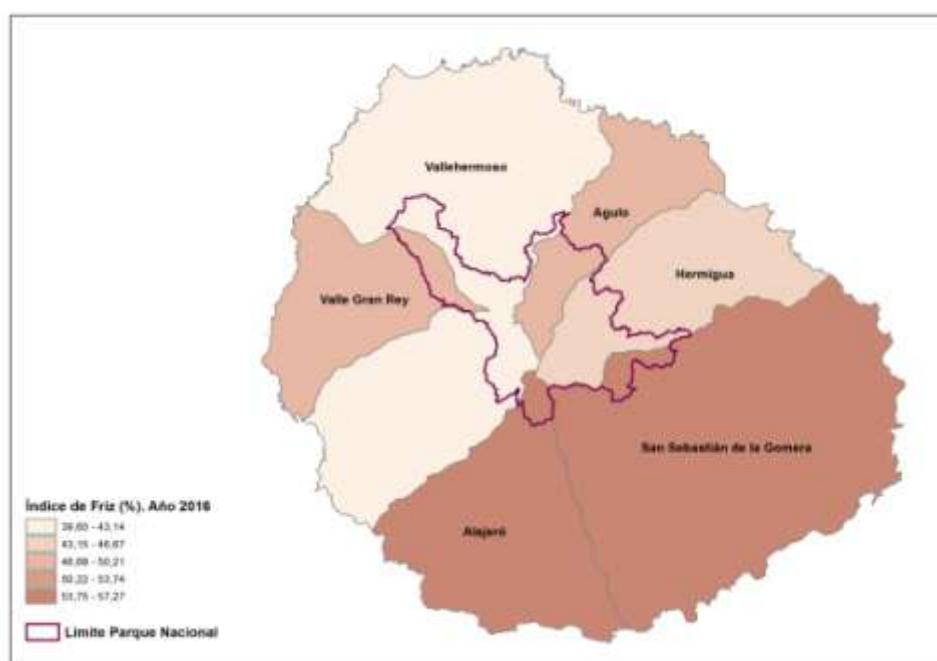 Vallehermoso
Agulo
Hermigua
Valle Gran Rey
San Sebastián de la Gomera
Alajeró
Índice de Friz (%). Año 2016
39,60 - 43,14
43,15 - 46,67
46,68 - 50,21
50,22 - 53,74
53,75 - 57,27
Límite Parque Nacional